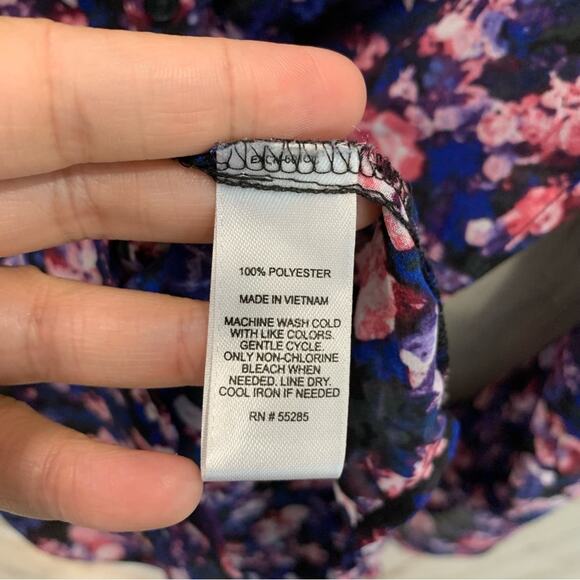 100% POLYESTER
MADE IN VIETNAM
MACHINE WASH COLD
WITH LIKE COLORS.
GENTLE CYCLE.
ONLY NON-CHLORINE
BLEACH WHEN
NEEDED. LINE DRY.
COOL IRON IF NEEDED
RN # 55285